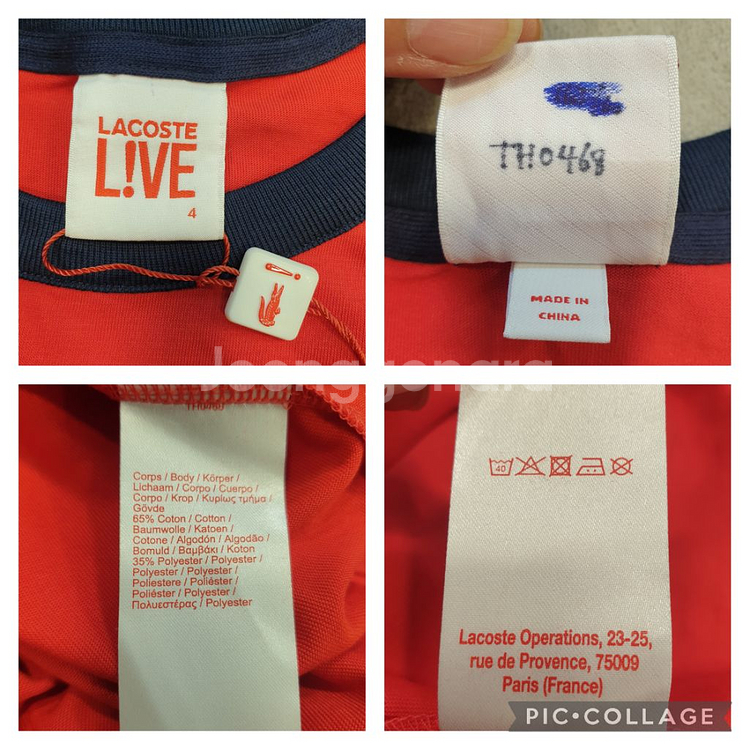 LACOSTE
L!VE
4
TH0468
MADE IN
CHINA
Joonggonara
TH0468
Corps / Body / Körper /
Lichaam / Corpo / Cuerpo /
Corpo / Krop / Κυρίως τμήμα /
Gövde
65% Coton / Cotton /
Baumwolle / Katoen /
Cotone / Algodón / Algodão /
Bomuld / Βαμβάκι / Koton
35% Polyester / Polyester /
Polyester / Polyester /
Poliestere / Poliéster /
Poliéster / Polyester /
Πολυεστέρας / Polyester
40
Lacoste Operations, 23-25,
rue de Provence, 75009
Paris (France)
PIC•COLLAGE